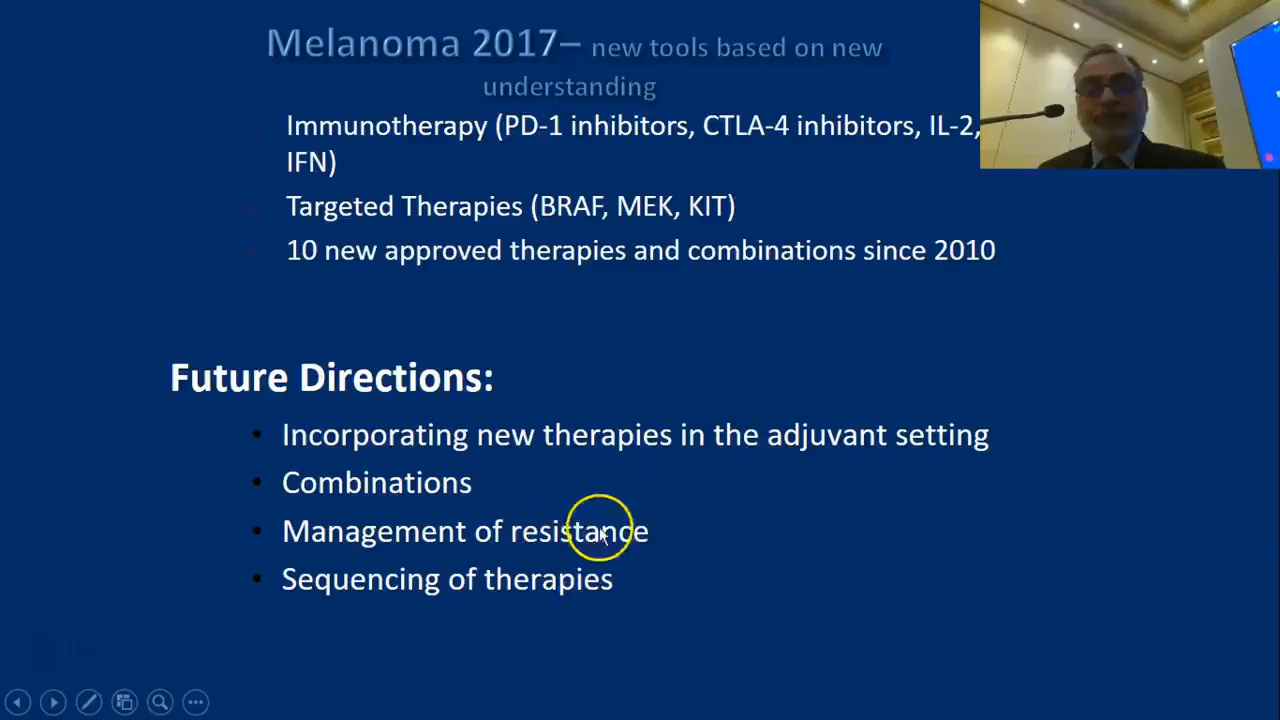 Melanoma 2017– new tools based on new
understanding
Immunotherapy (PD-1 inhibitors, CTLA-4 inhibitors, IL-2,
IFN)
Targeted Therapies (BRAF, MEK, KIT)
10 new approved therapies and combinations since 2010
Future Directions:
• Incorporating new therapies in the adjuvant setting
• Combinations
• Management of resistance
• Sequencing of therapies